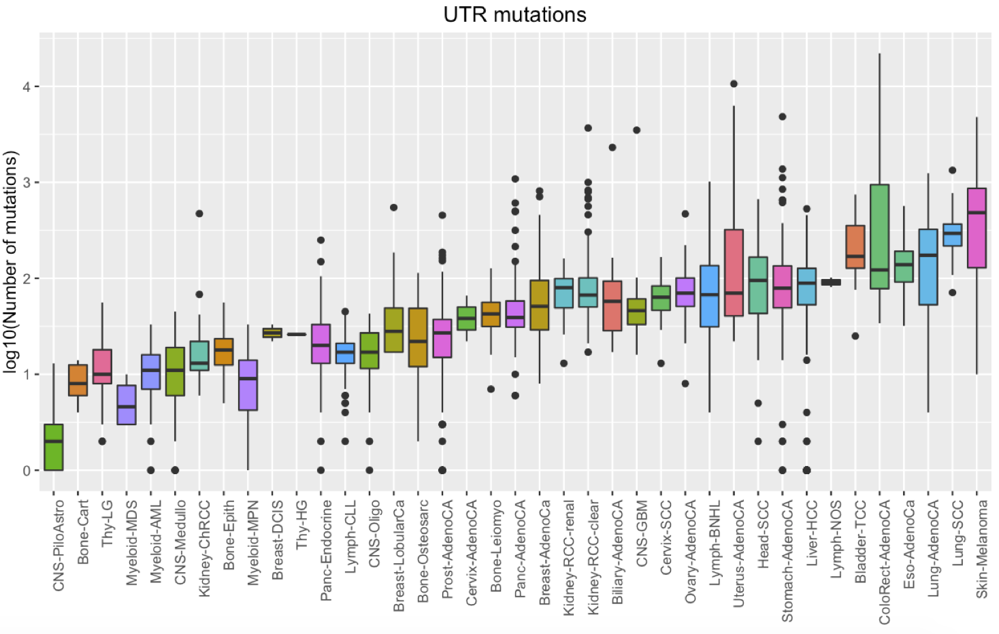 UTR mutations
log10(Number of mutations)
4
3
2
1
0
CNS-PiloAstro
Bone-Cart
Thy-LG
Myeloid-MDS
Myeloid-AML
CNS-Medullo
Kidney-ChRCC
Bone-Epith
Myeloid-MPN
Breast-DCIS
Thy-HG
Panc-Endocrine
Lymph-CLL
CNS-Oligo
Breast-LobularCa
Bone-Osteosarc
Prost-AdenoCA
Cervix-AdenoCA
Bone-Leiomyo
Panc-AdenoCA
Breast-AdenoCa
Kidney-RCC-renal
Kidney-RCC-clear
Biliary-AdenoCA
CNS-GBM
Cervix-SCC
Ovary-AdenoCA
Lymph-BNHL
Uterus-AdenoCA
Head-SCC
Stomach-AdenoCA
Liver-HCC
Lymph-NOS
Bladder-TCC
ColoRect-AdenoCA
Eso-AdenoCa
Lung-AdenoCA
Lung-SCC
Skin-Melanoma